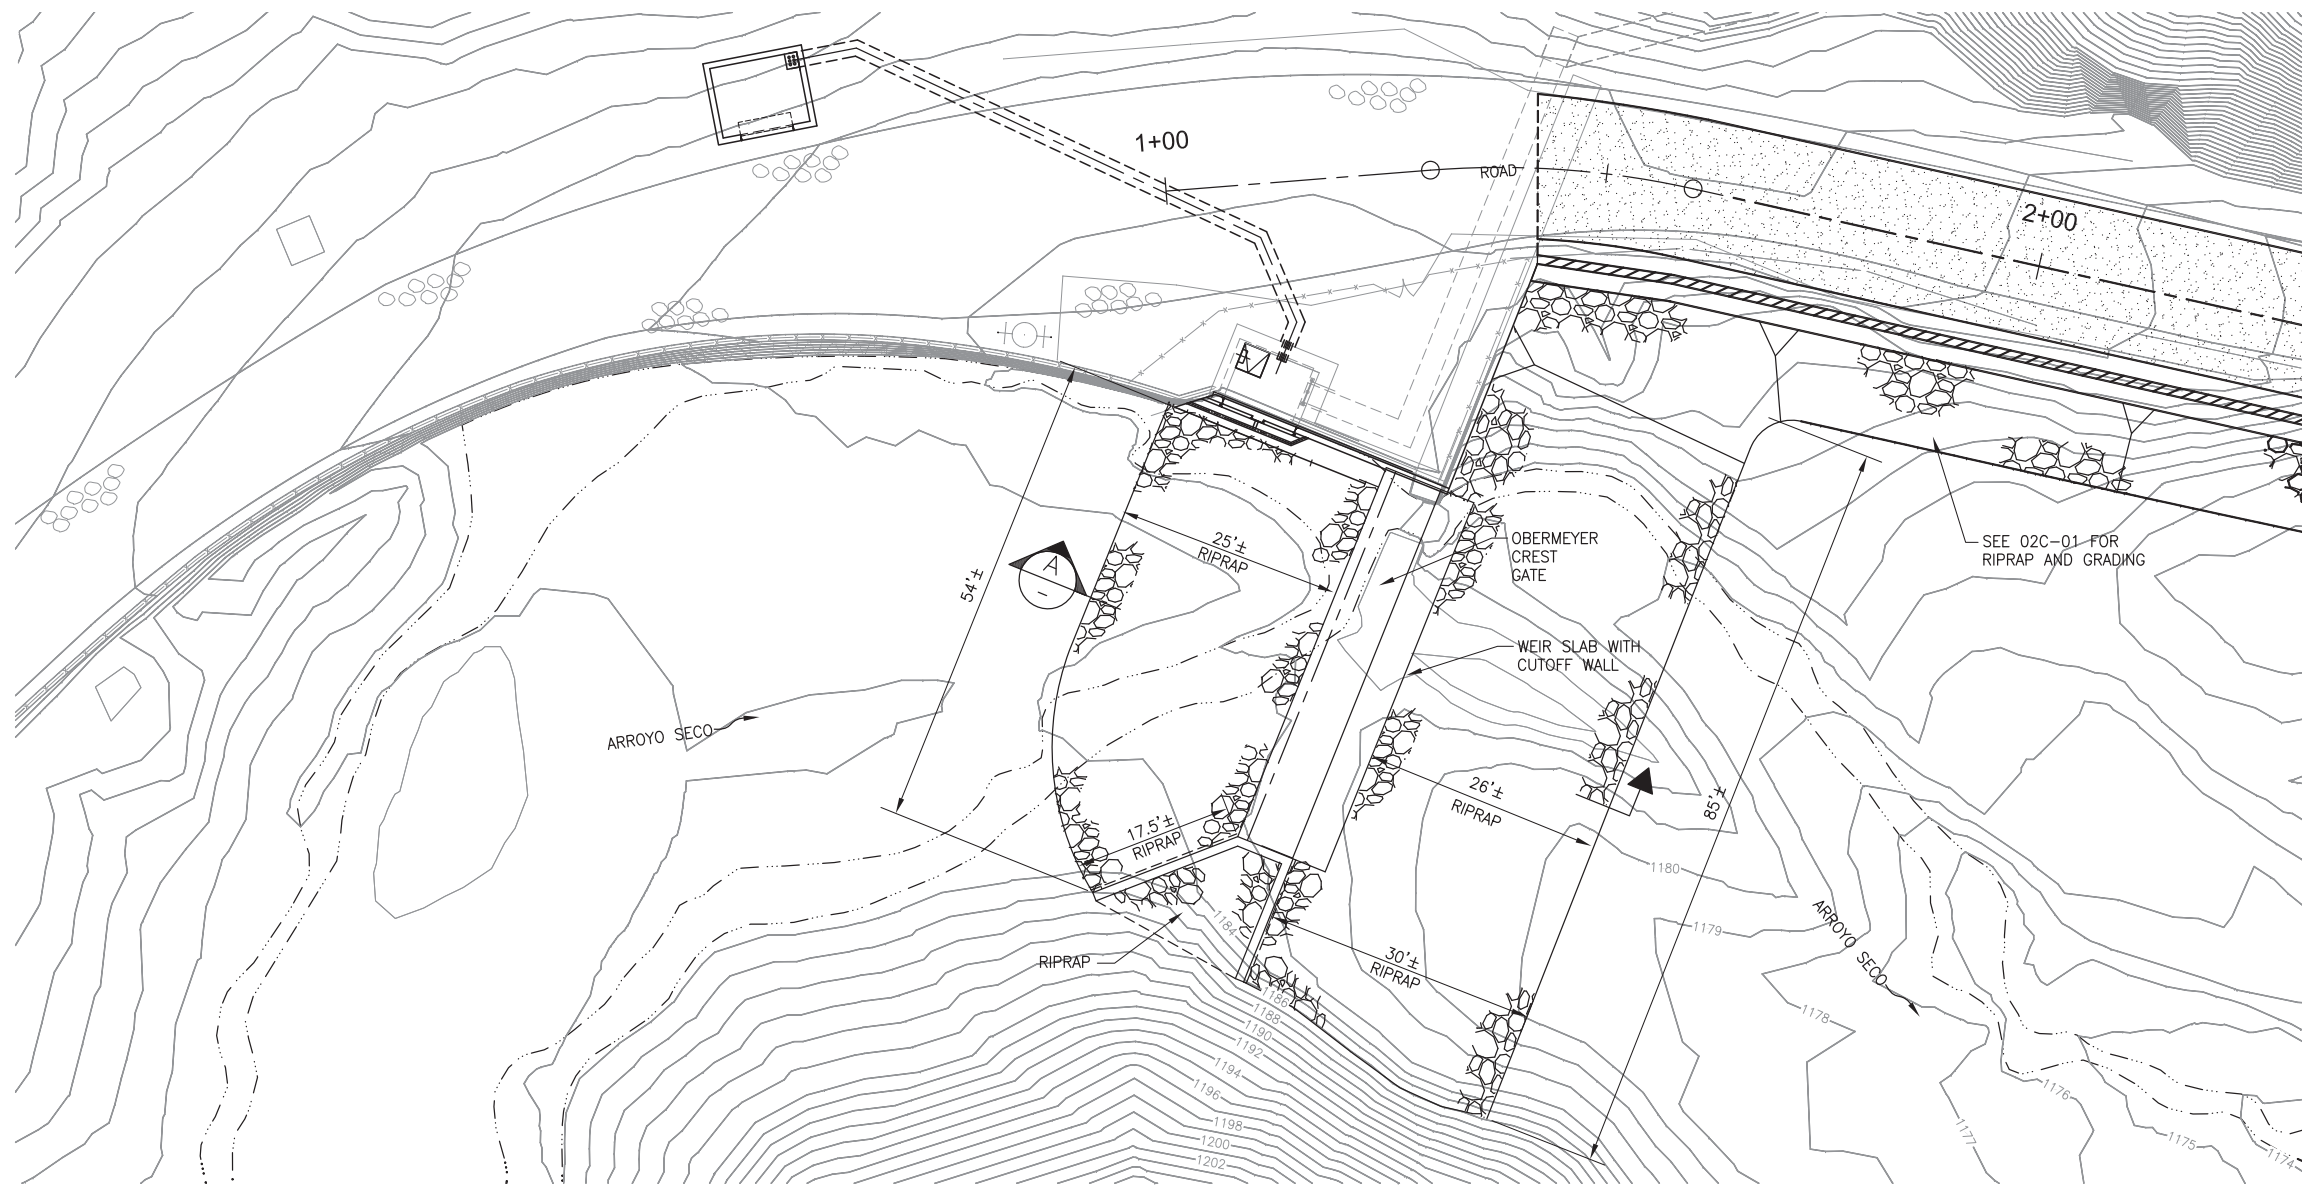 1+00
ROAD
2+00
25'±
RIPRAP
OBERMEYER
CREST
GATE
SEE 02C-01 FOR
RIPRAP AND GRADING
A
-
54'±
WEIR SLAB WITH
CUTOFF WALL
ARROYO SECO
26'±
RIPRAP
85'±
17.5'±
RIPRAP
1180
1184
1179
ARROYO SECO
RIPRAP
30'±
RIPRAP
1186
1188
1190
1192
1194
1196
1198
1200
1202
1178
1177
1176
1175
1174